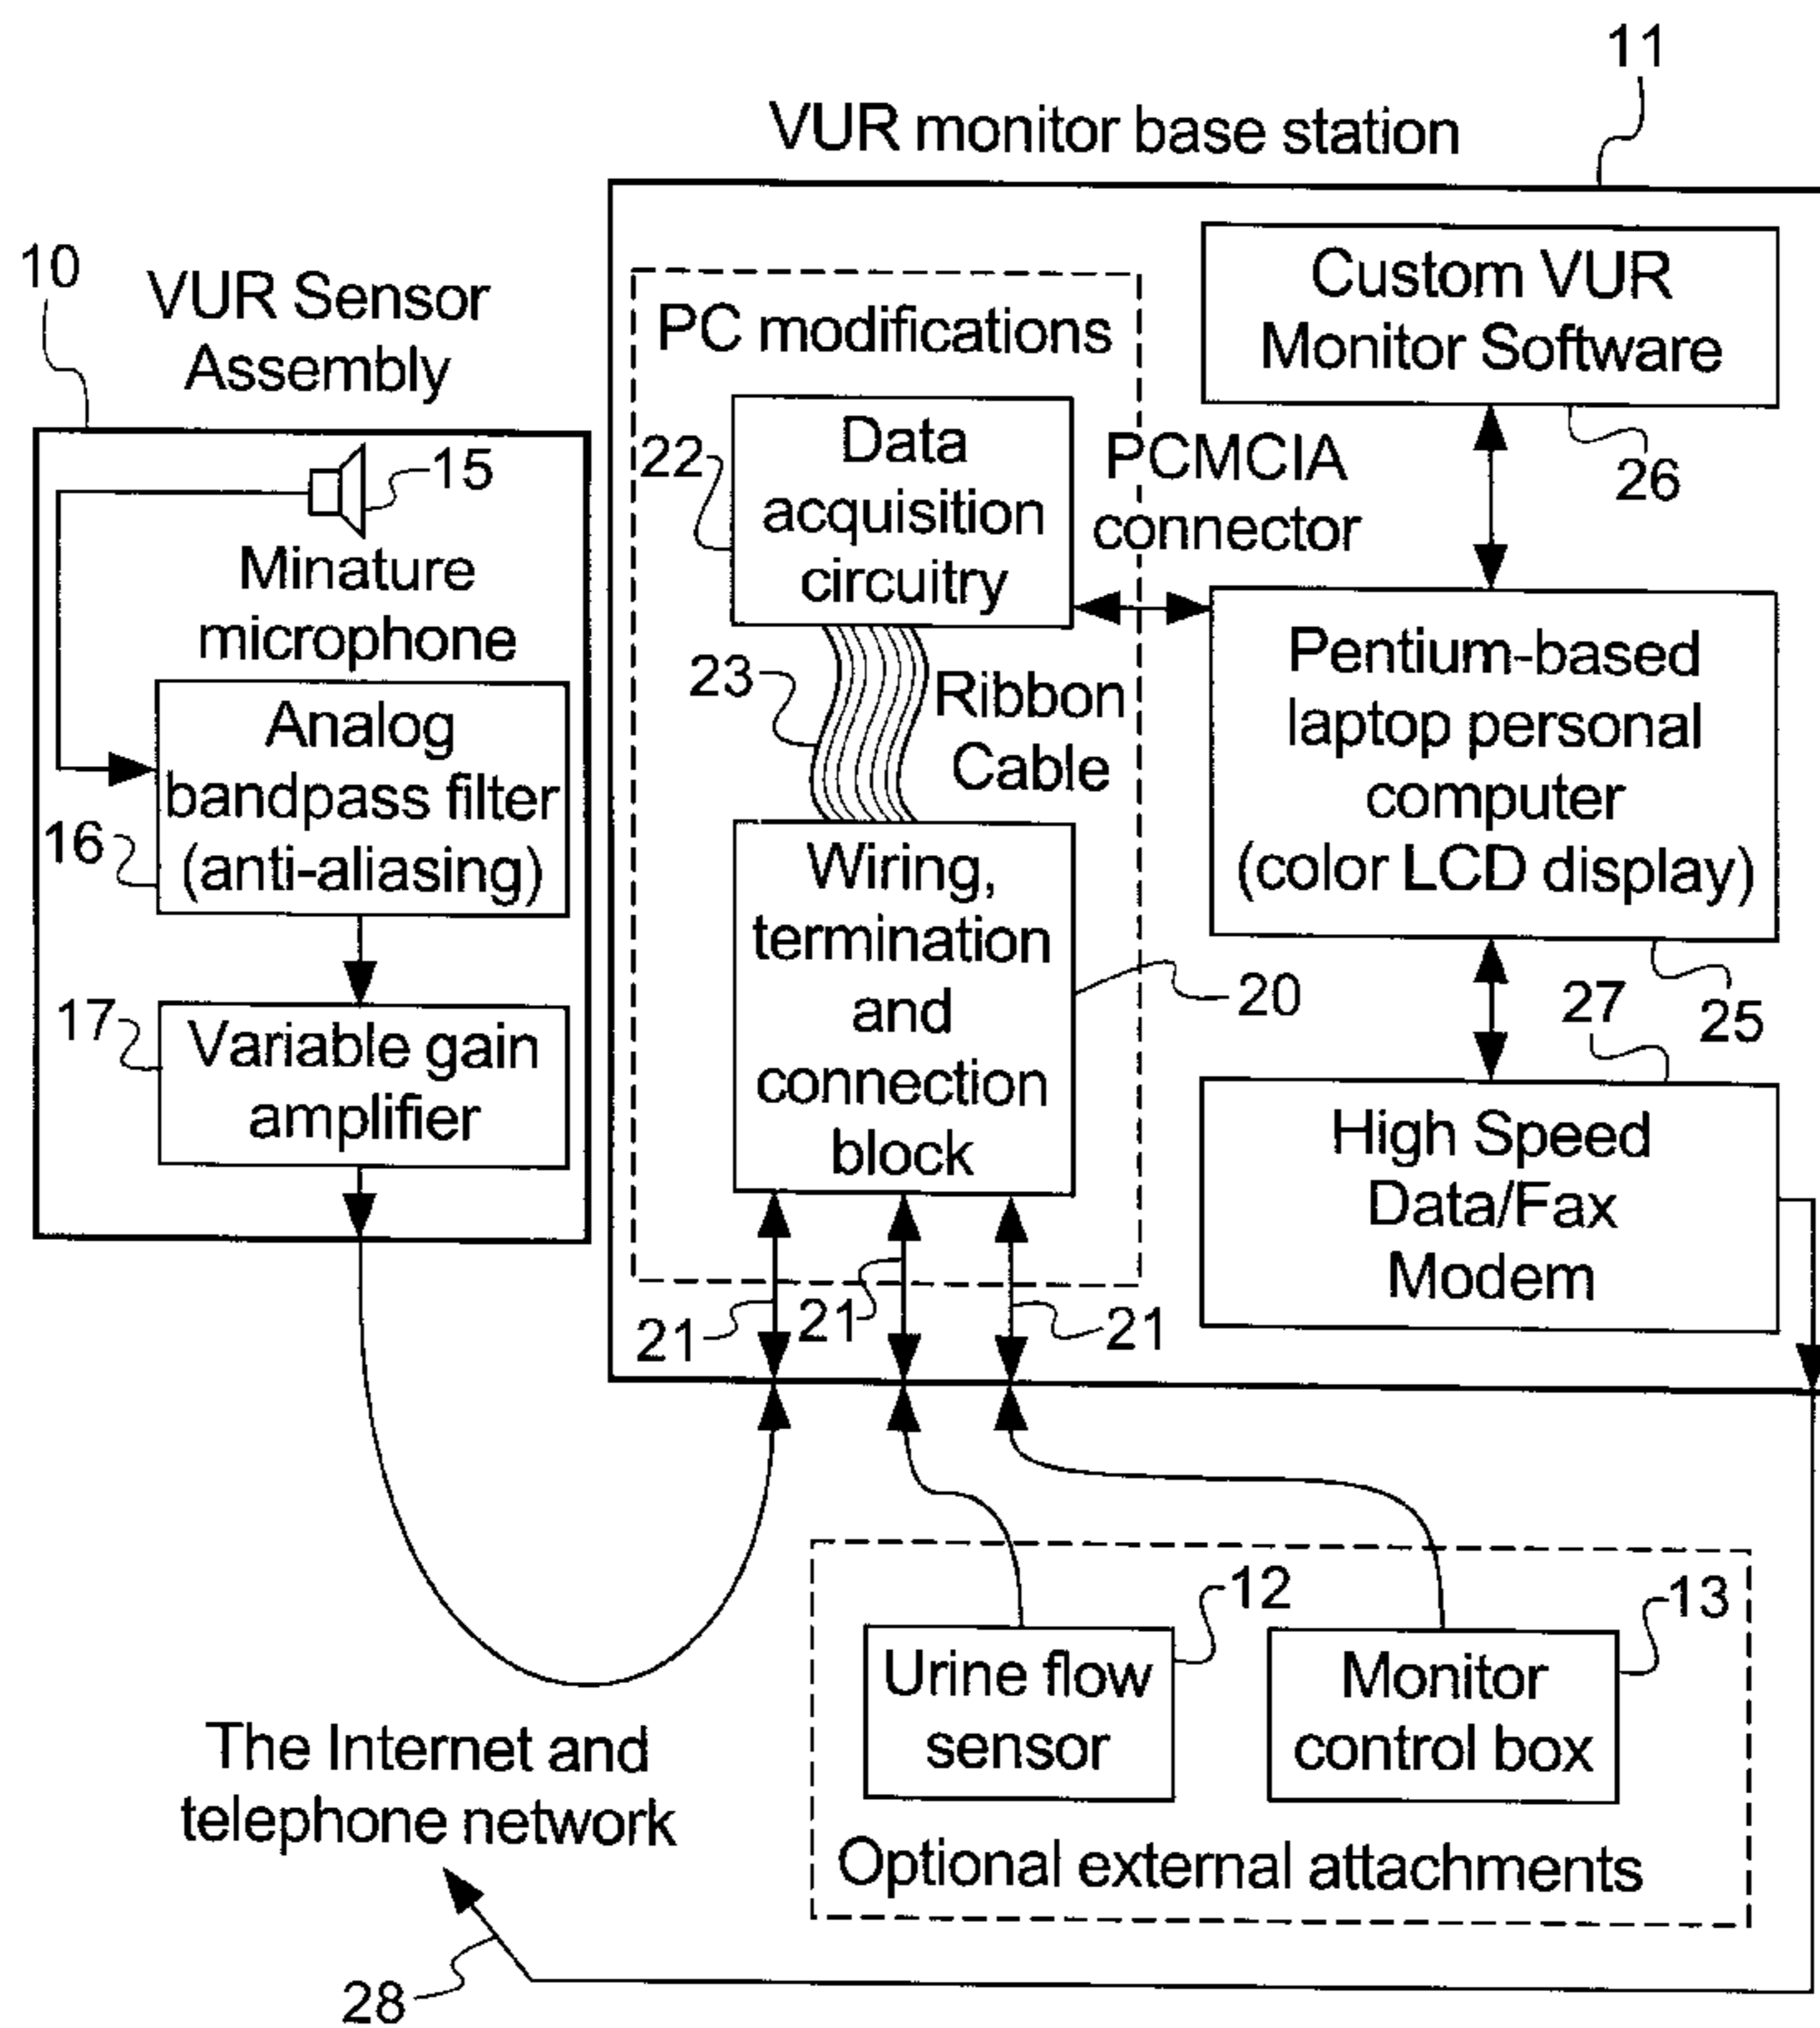 11
VUR monitor base station
10
VUR Sensor
Assembly
15
Minature
microphone
Analog
bandpass filter
(anti-aliasing)
16
17
Variable gain
amplifier
PC modifications
22
Data
acquisition
circuitry
23
Ribbon
Cable
Wiring,
termination
and
connection
block
20
21
21
21
PCMCIA
connector
Custom VUR
Monitor Software
26
Pentium-based
laptop personal
computer
(color LCD display)
25
27
High Speed
Data/Fax
Modem
12
Urine flow
sensor
13
Monitor
control box
Optional external attachments
The Internet and
telephone network
28